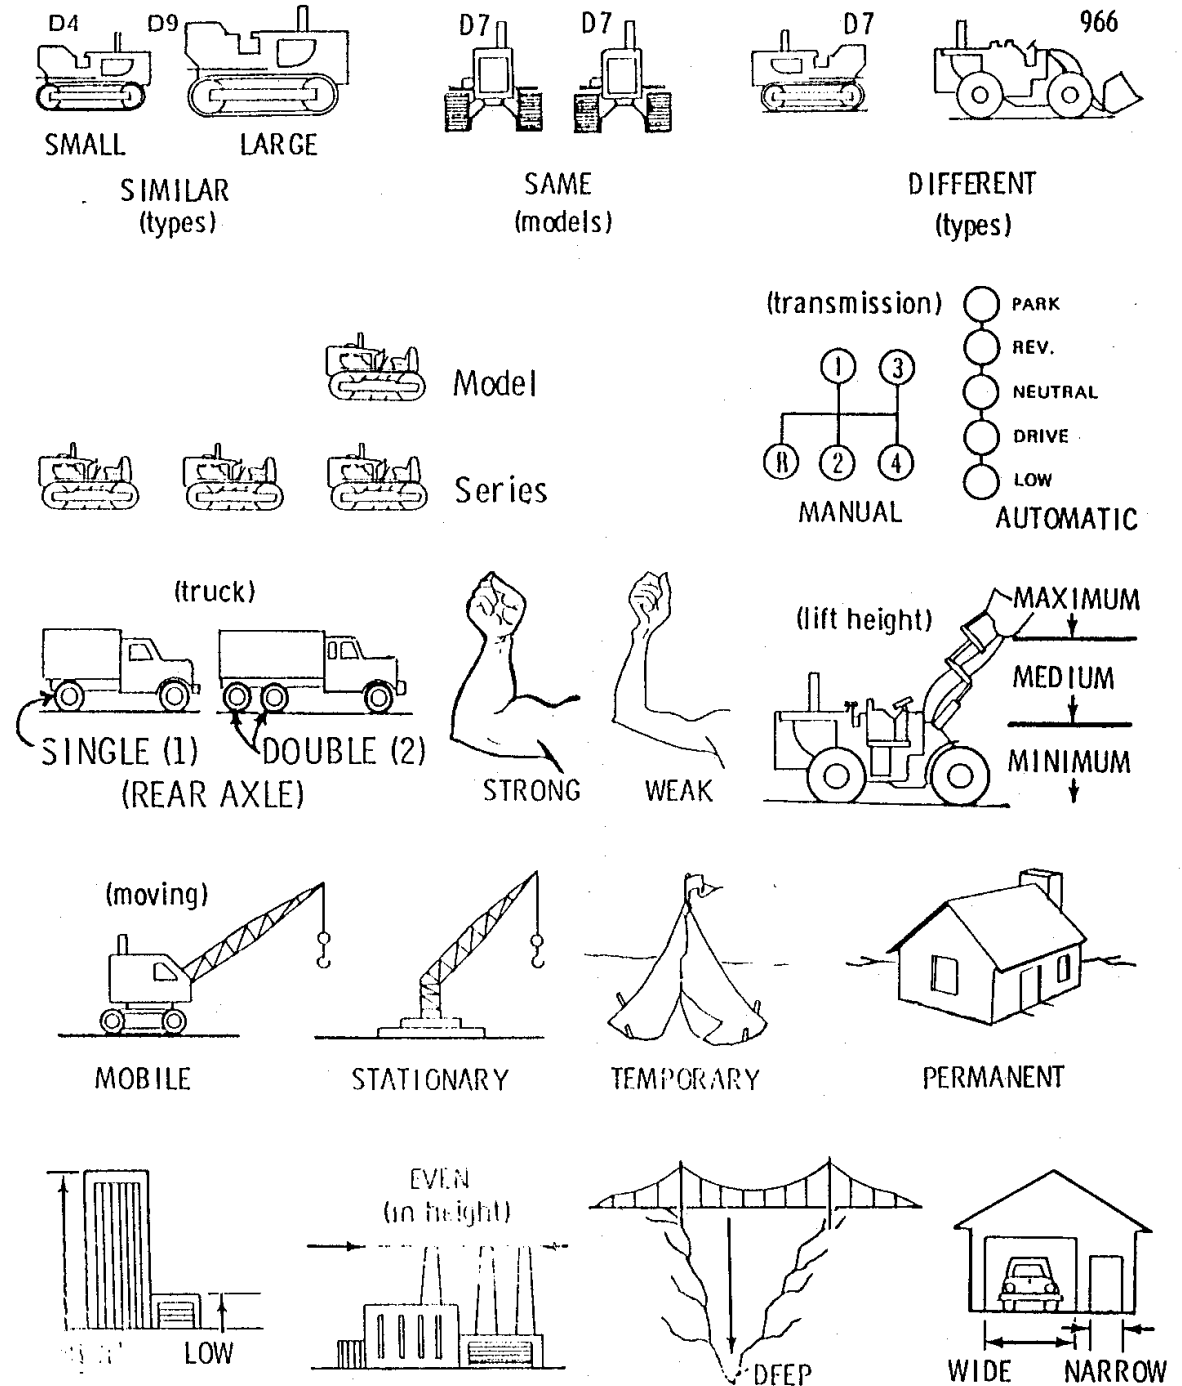 D4 D9
SMALL LARGE
SIMILAR
(types)
D7 D7
SAME
(models)
D7 966
DIFFERENT
(types)
Model
Series
(transmission)
1 3
R 2 4
MANUAL
PARK
REV.
NEUTRAL
DRIVE
LOW
AUTOMATIC
(truck)
SINGLE (1) DOUBLE (2)
(REAR AXLE)
STRONG WEAK
(lift height)
MAXIMUM
MEDIUM
MINIMUM
(moving)
MOBILE STATIONARY TEMPORARY PERMANENT
LOW
EVEN
(in height)
DEEP
WIDE NARROW